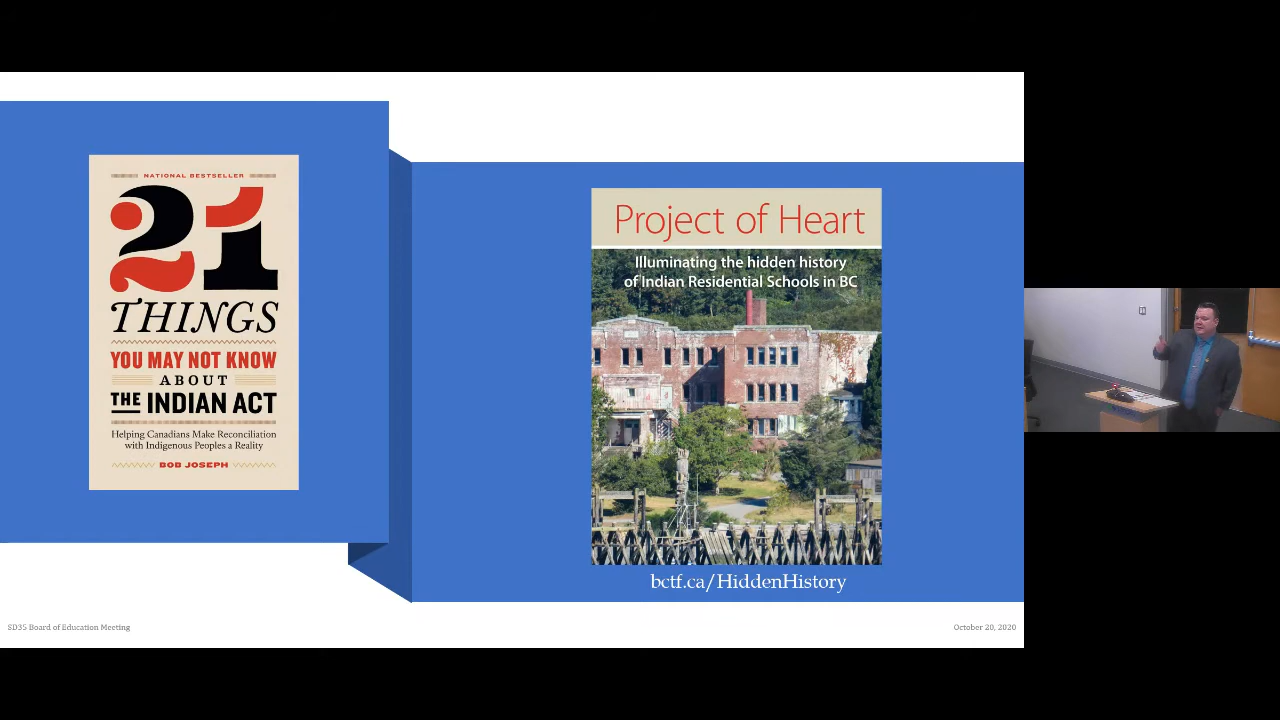 NATIONAL BESTSELLER
21
THINGS
YOU MAY NOT KNOW
ABOUT
THE INDIAN ACT
Helping Canadians Make Reconciliation
with Indigenous Peoples a Reality
BOB JOSEPH
Project of Heart
Illuminating the hidden history
of Indian Residential Schools in BC
bctf.ca/HiddenHistory
SD35 Board of Education Meeting
October 20, 2020